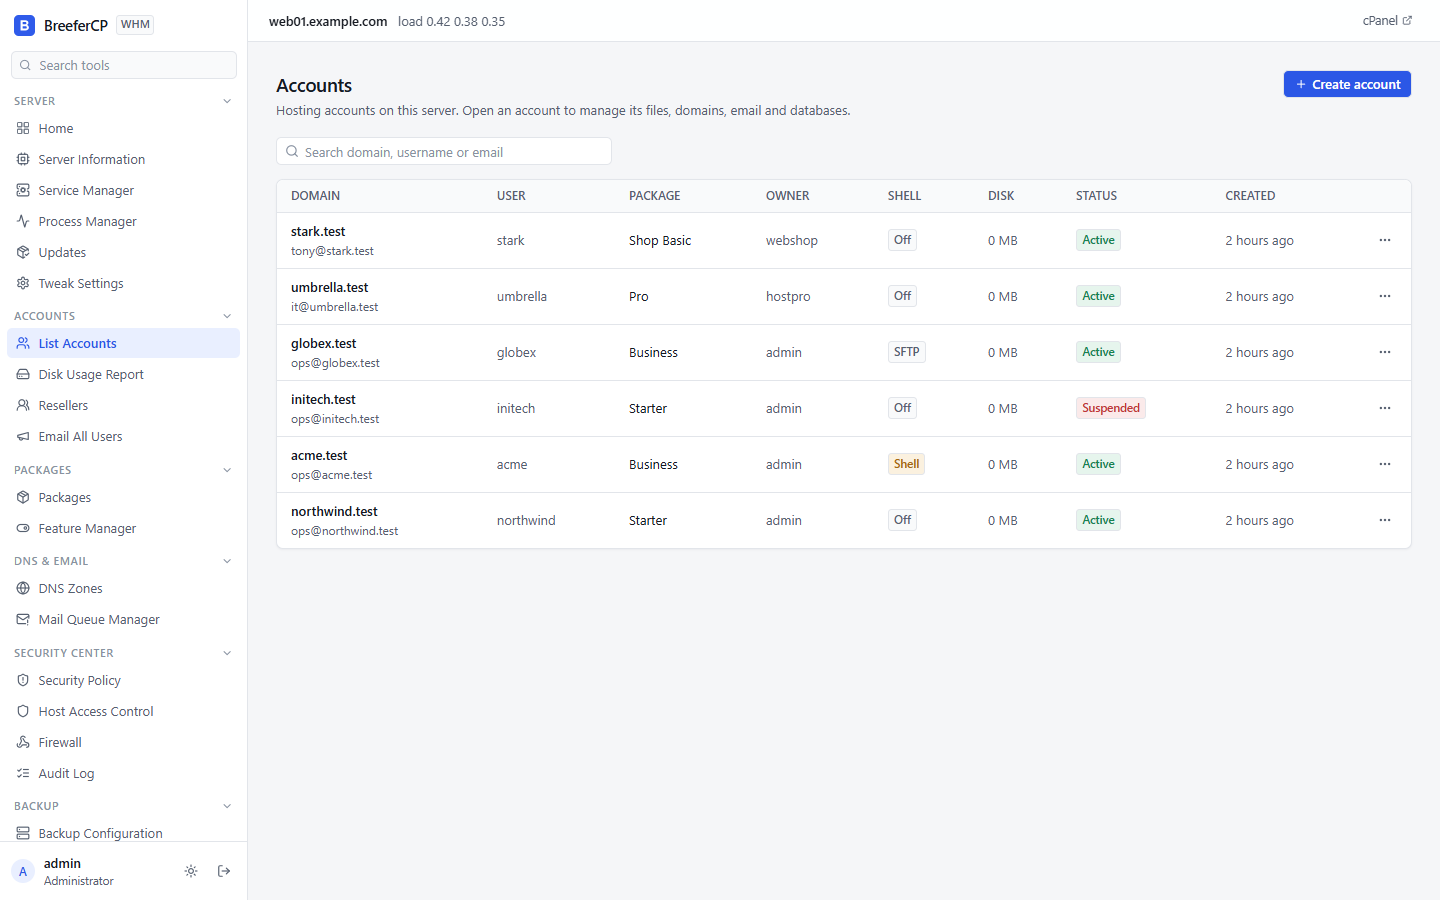 B BreeferCP WHM
Search tools
SERVER
Home
Server Information
Service Manager
Process Manager
Updates
Tweak Settings
ACCOUNTS
List Accounts
Disk Usage Report
Resellers
Email All Users
PACKAGES
Packages
Feature Manager
DNS & EMAIL
DNS Zones
Mail Queue Manager
SECURITY CENTER
Security Policy
Host Access Control
Firewall
Audit Log
BACKUP
Backup Configuration
A admin
Administrator
web01.example.com load 0.42 0.38 0.35 cPanel
Accounts
Hosting accounts on this server. Open an account to manage its files, domains, email and databases.
+ Create account
Search domain, username or email
DOMAIN USER PACKAGE OWNER SHELL DISK STATUS CREATED
stark.test
tony@stark.test
stark Shop Basic webshop Off 0 MB Active 2 hours ago
umbrella.test
it@umbrella.test
umbrella Pro hostpro Off 0 MB Active 2 hours ago
globex.test
ops@globex.test
globex Business admin SFTP 0 MB Active 2 hours ago
initech.test
ops@initech.test
initech Starter admin Off 0 MB Suspended 2 hours ago
acme.test
ops@acme.test
acme Business admin Shell 0 MB Active 2 hours ago
northwind.test
ops@northwind.test
northwind Starter admin Off 0 MB Active 2 hours ago